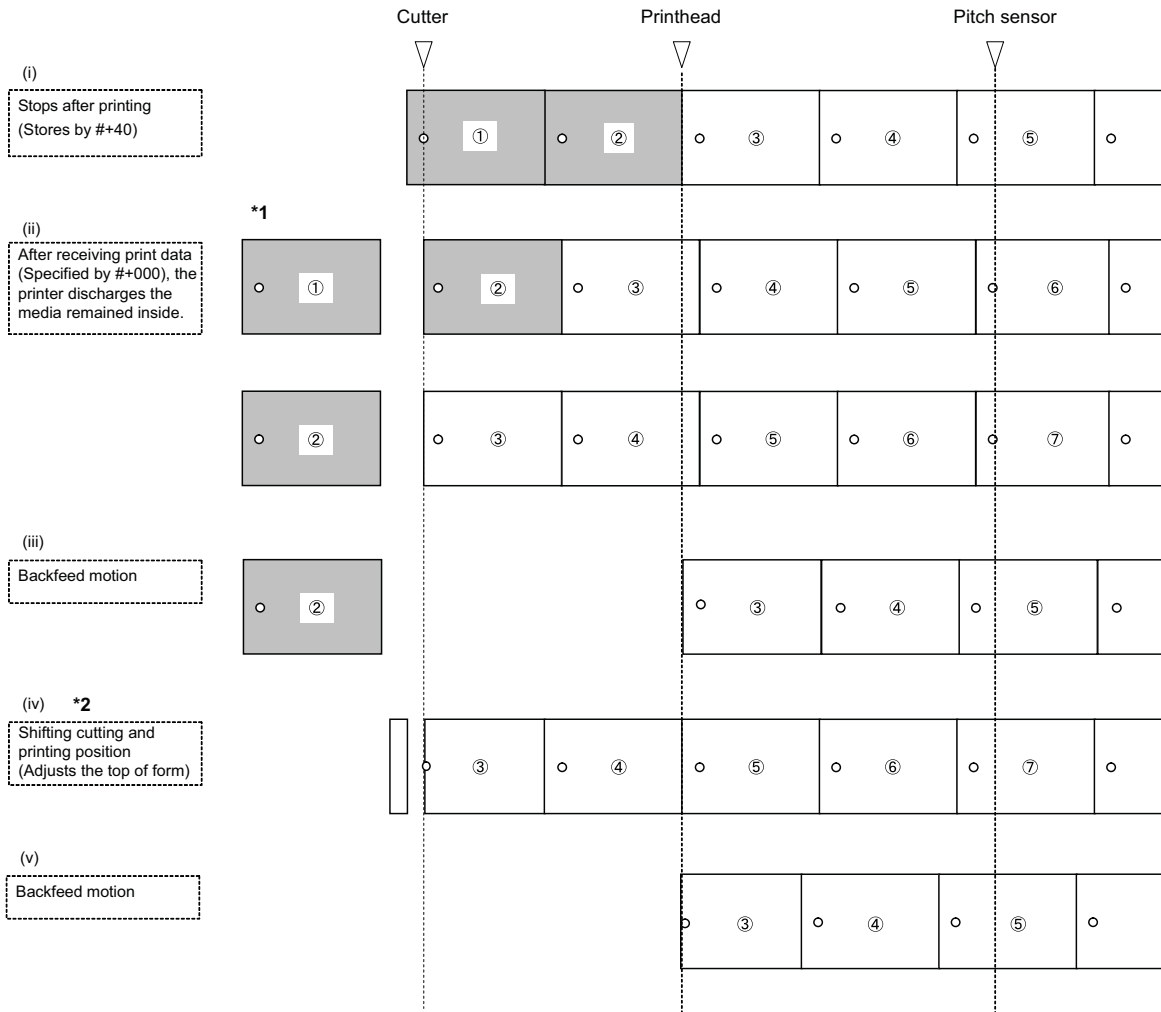 Cutter Printhead Pitch sensor
(i)
Stops after printing
(Stores by #+40)
① ② ③ ④ ⑤
*1
(ii)
After receiving print data
(Specified by #+000), the
printer discharges the
media remained inside.
① ② ③ ④ ⑤ ⑥
② ③ ④ ⑤ ⑥ ⑦
(iii)
Backfeed motion
② ③ ④ ⑤
(iv) *2
Shifting cutting and
printing position
(Adjusts the top of form)
③ ④ ⑤ ⑥ ⑦
(v)
Backfeed motion
③ ④ ⑤